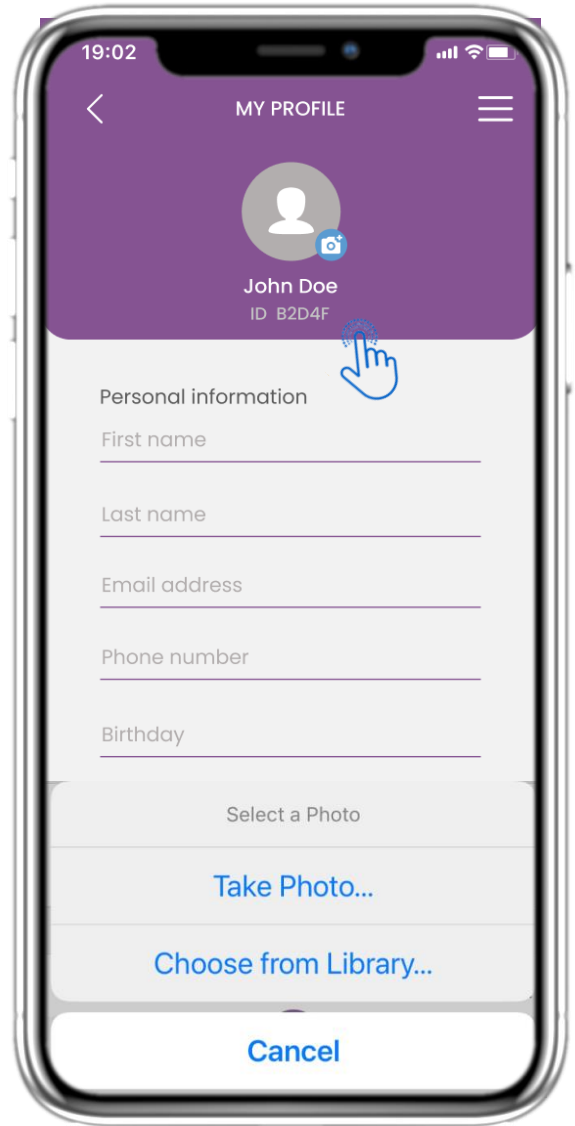 19:02
MY PROFILE
John Doe
ID B2D4F
Personal information
First name
Last name
Email address
Phone number
Birthday
Select a Photo
Take Photo...
Choose from Library...
Cancel